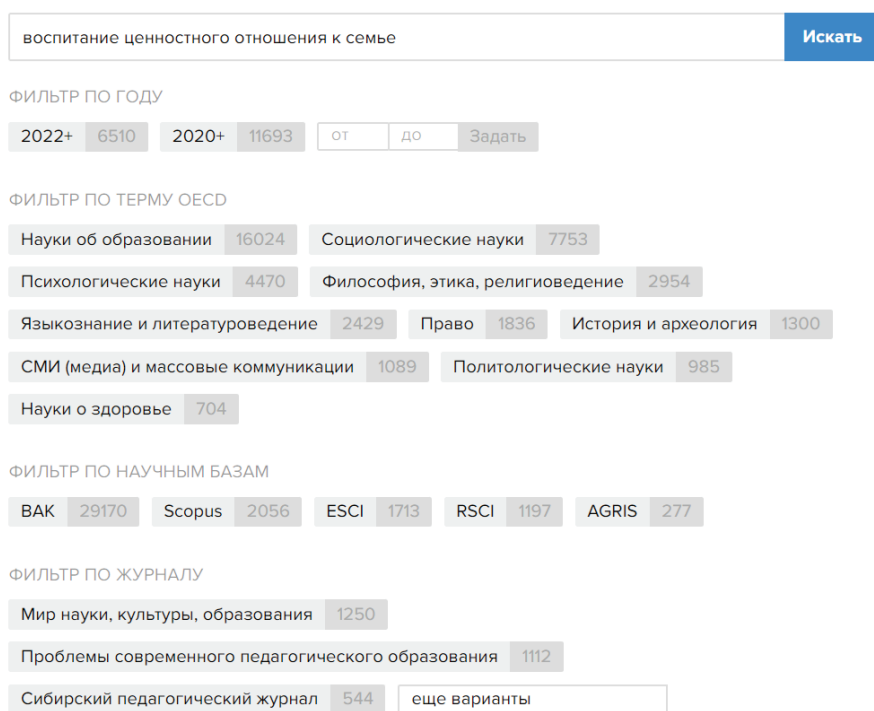 воспитание ценностного отношения к семье Искать
ФИЛЬТР ПО ГОДУ
2022+ 6510 2020+ 11693 от до Задать
ФИЛЬТР ПО ТЕРМУ OECD
Науки об образовании 16024 Социологические науки 7753
Психологические науки 4470 Философия, этика, религиоведение 2954
Языкознание и литературоведение 2429 Право 1836 История и археология 1300
СМИ (медиа) и массовые коммуникации 1089 Политологические науки 985
Науки о здоровье 704
ФИЛЬТР ПО НАУЧНЫМ БАЗАМ
ВАК 29170 Scopus 2056 ESCI 1713 RSCI 1197 AGRIS 277
ФИЛЬТР ПО ЖУРНАЛУ
Мир науки, культуры, образования 1250
Проблемы современного педагогического образования 1112
Сибирский педагогический журнал 544 еще варианты